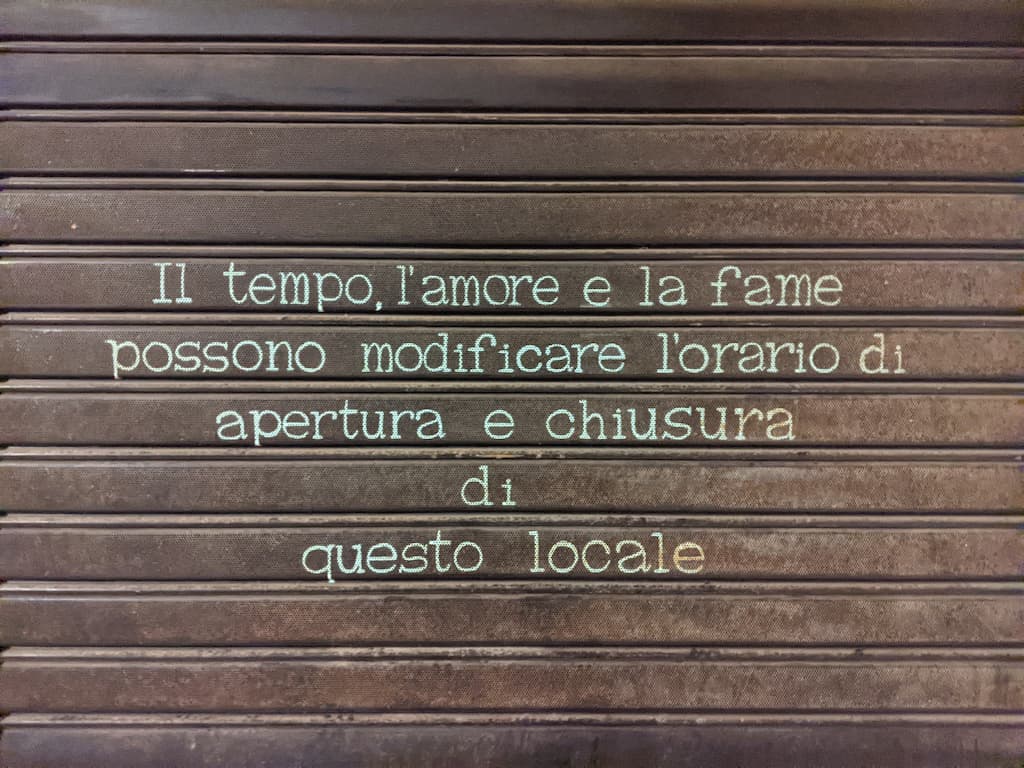 Il tempo, l'amore e la fame
possono modificare l'orario di
apertura e chiusura
di
questo locale